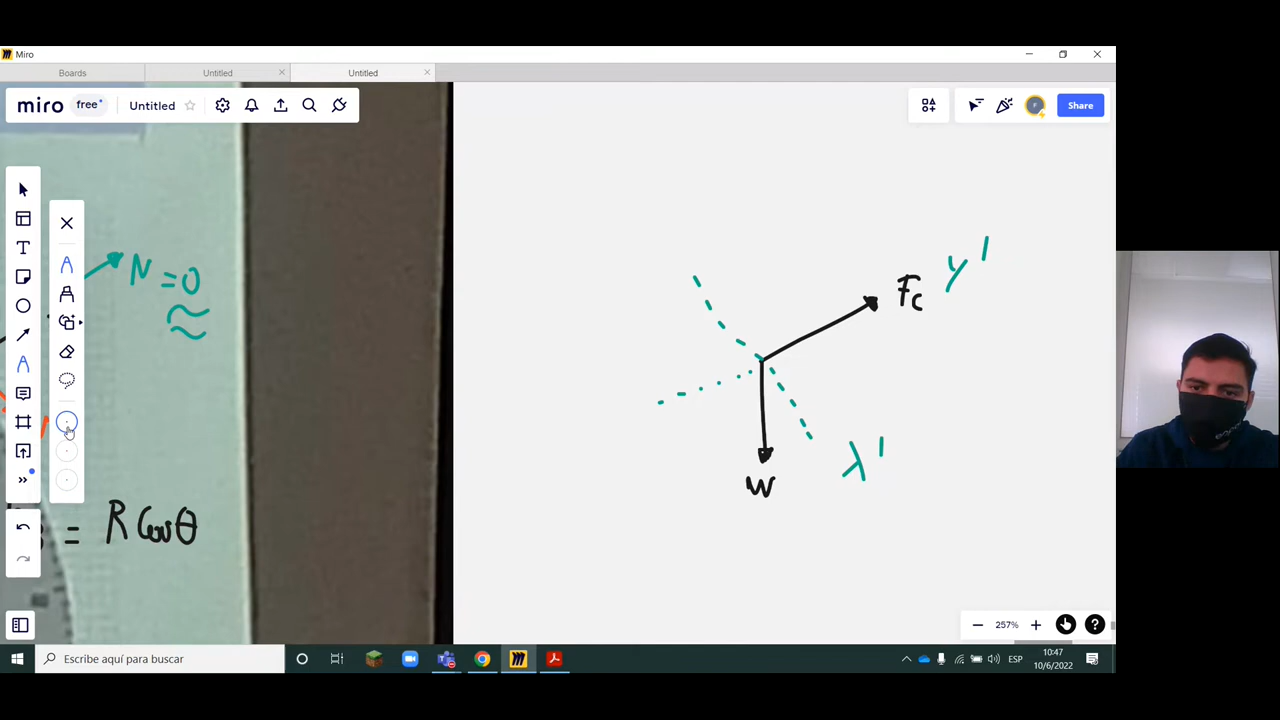 Miro
Boards
Untitled
Untitled
miro
free
Untitled
Share
N = 0
Fc
y'
W
λ'
= R Cos θ
257%
Escribe aquí para buscar
ESP
10:47
10/6/2022